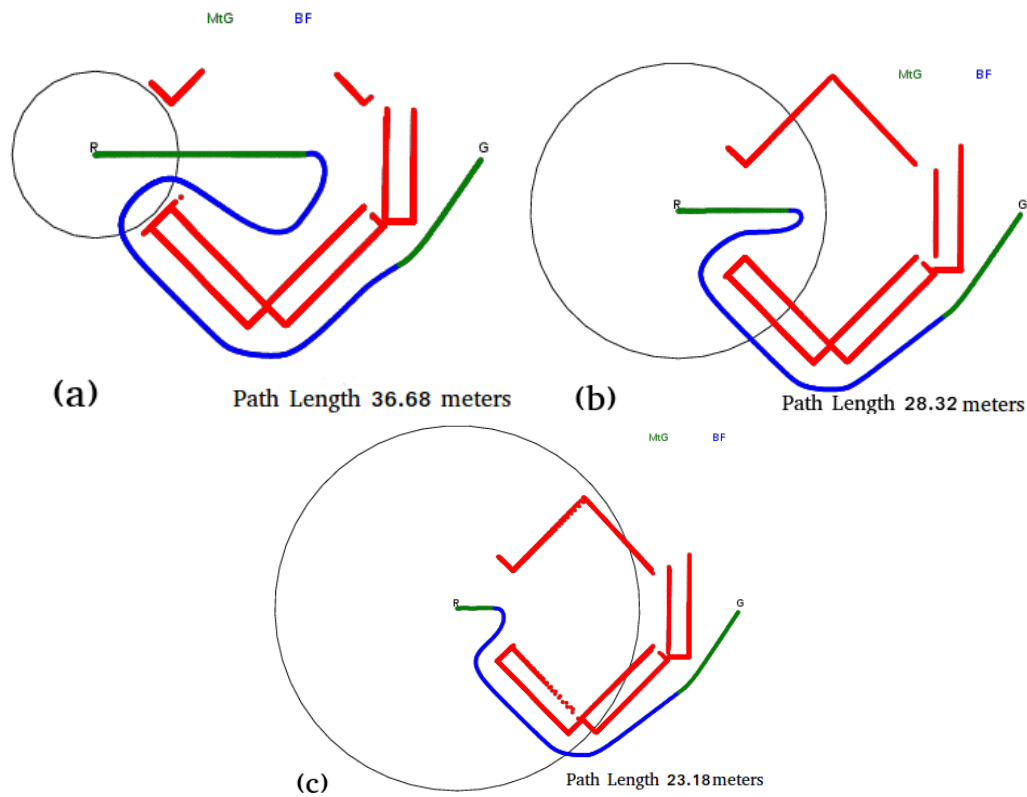 MtG BF
R
G
(a)
Path Length 36.68 meters
MtG BF
R
G
(b)
Path Length 28.32 meters
MtG BF
R
G
(c)
Path Length 23.18 meters